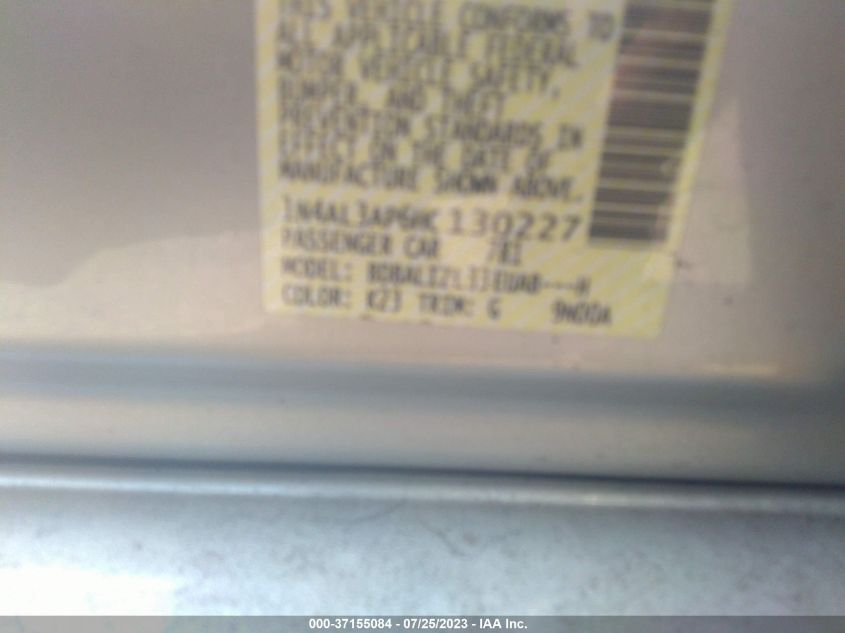 THIS VEHICLE CONFORMS TO
ALL APPLICABLE FEDERAL
MOTOR VEHICLE SAFETY,
BUMPER, AND THEFT
PREVENTION STANDARDS IN
EFFECT ON THE DATE OF
MANUFACTURE SHOWN ABOVE.
1N4AL3AP6HC130227
PASSENGER CAR
MODEL:
COLOR: K23 TRIM: G
000-37155084 - 07/25/2023 - IAA Inc.